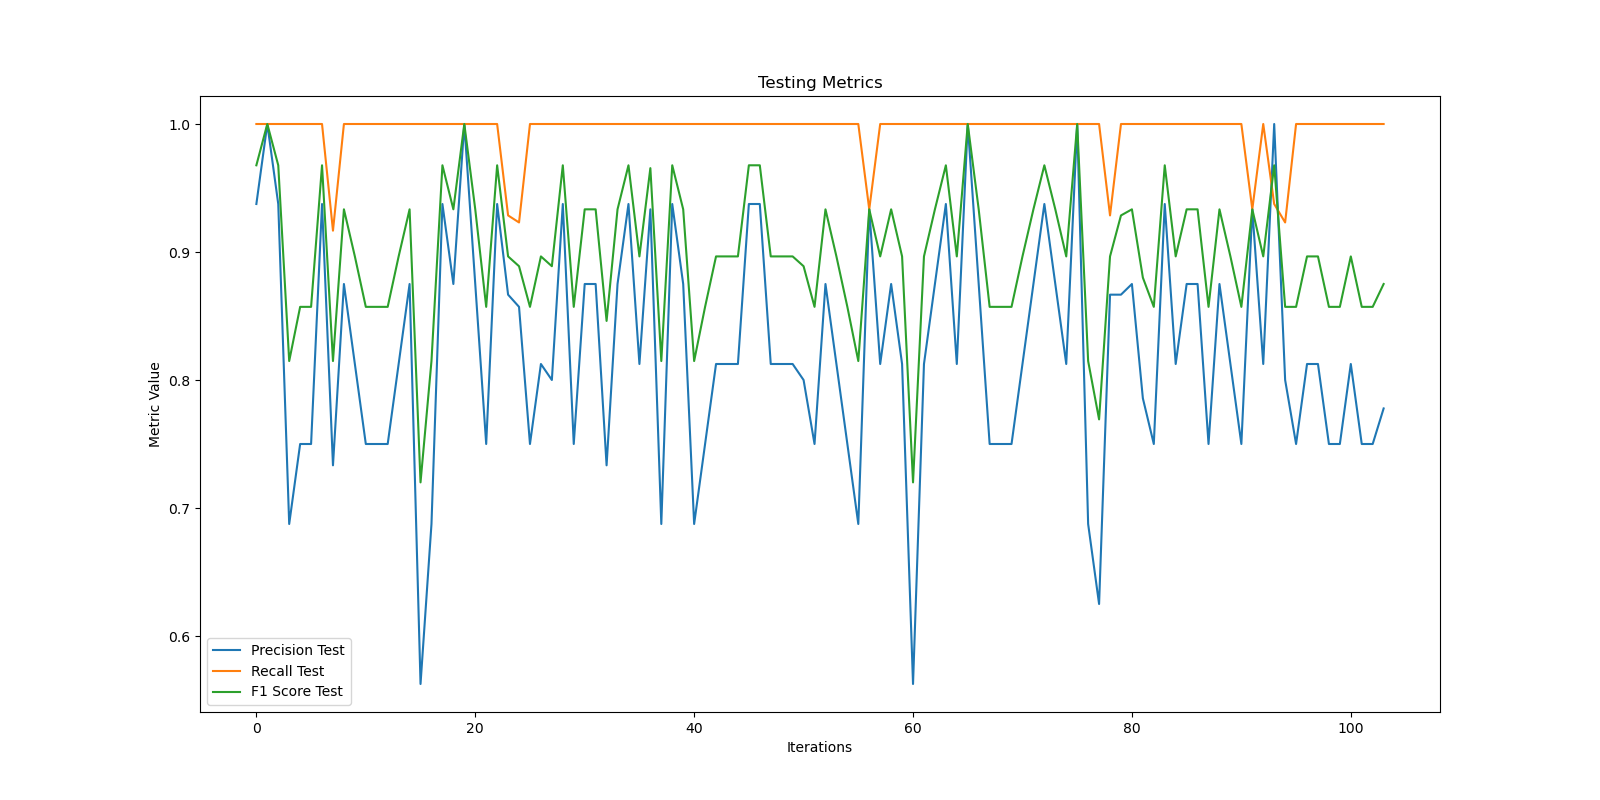 Testing Metrics
1.0
0.9
0.8
0.7
0.6
Metric Value
Precision Test
Recall Test
F1 Score Test
0 20 40 60 80 100
Iterations